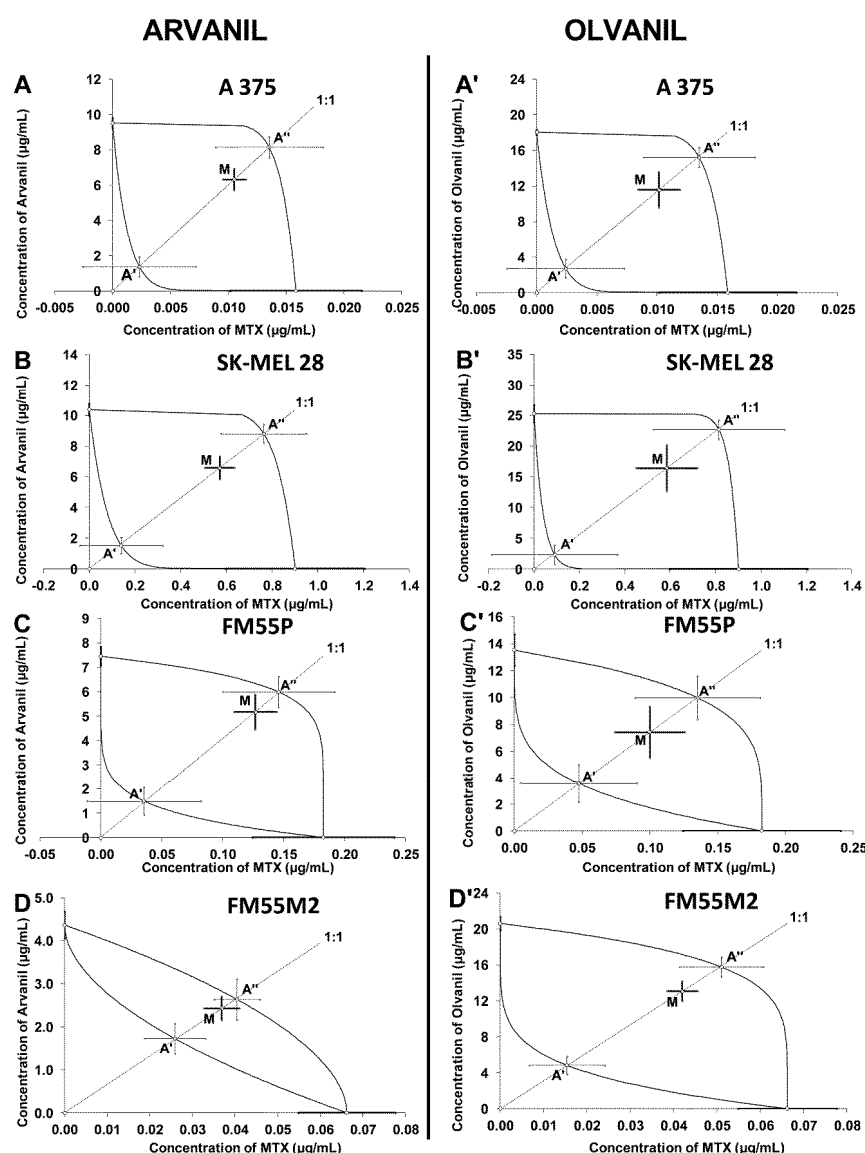 ARVANIL
OLVANIL
A
A 375
Concentration of Arvanil (µg/mL)
12
10
8
6
4
2
0
1:1
A''
M
A'
-0.005 0.000 0.005 0.010 0.015 0.020 0.025
Concentration of MTX (µg/mL)
A'
A 375
Concentration of Olvanil (µg/mL)
24
20
16
12
8
4
0
1:1
A''
M
A'
-0.005 0.000 0.005 0.010 0.015 0.020 0.025
Concentration of MTX (µg/mL)
B
SK-MEL 28
Concentration of Arvanil (µg/mL)
14
12
10
8
6
4
2
0
1:1
A''
M
A'
-0.2 0.0 0.2 0.4 0.6 0.8 1.0 1.2 1.4
Concentration of MTX (µg/mL)
B'
SK-MEL 28
Concentration of Olvanil (µg/mL)
35
30
25
20
15
10
5
0
1:1
A''
M
A'
-0.2 0.0 0.2 0.4 0.6 0.8 1.0 1.2 1.4
Concentration of MTX (µg/mL)
C
FM55P
Concentration of Arvanil (µg/mL)
9
8
7
6
5
4
3
2
1
0
1:1
A''
M
A'
-0.05 0.00 0.05 0.10 0.15 0.20 0.25
Concentration of MTX (µg/mL)
C'
FM55P
Concentration of Olvanil (µg/mL)
16
14
12
10
8
6
4
2
0
1:1
A''
M
A'
0.00 0.05 0.10 0.15 0.20 0.25
Concentration of MTX (µg/mL)
D
FM55M2
Concentration of Arvanil (µg/mL)
5.0
4.0
3.0
2.0
1.0
0.0
1:1
A''
M
A'
0.00 0.01 0.02 0.03 0.04 0.05 0.06 0.07 0.08
Concentration of MTX (µg/mL)
D'
FM55M2
Concentration of Olvanil (µg/mL)
24
20
16
12
8
4
0
1:1
A''
M
A'
0.00 0.01 0.02 0.03 0.04 0.05 0.06 0.07 0.08
Concentration of MTX (µg/mL)